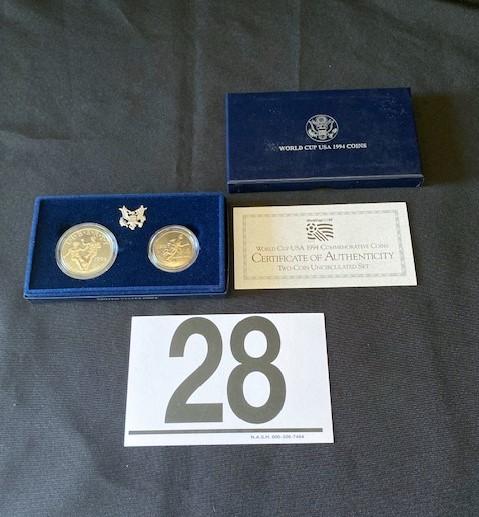 WORLD CUP USA 1994 COINS
WorldCupUSA94
WORLD CUP USA 1994 COMMEMORATIVE COINS
CERTIFICATE OF AUTHENTICITY
TWO-COIN UNCIRCULATED SET
28